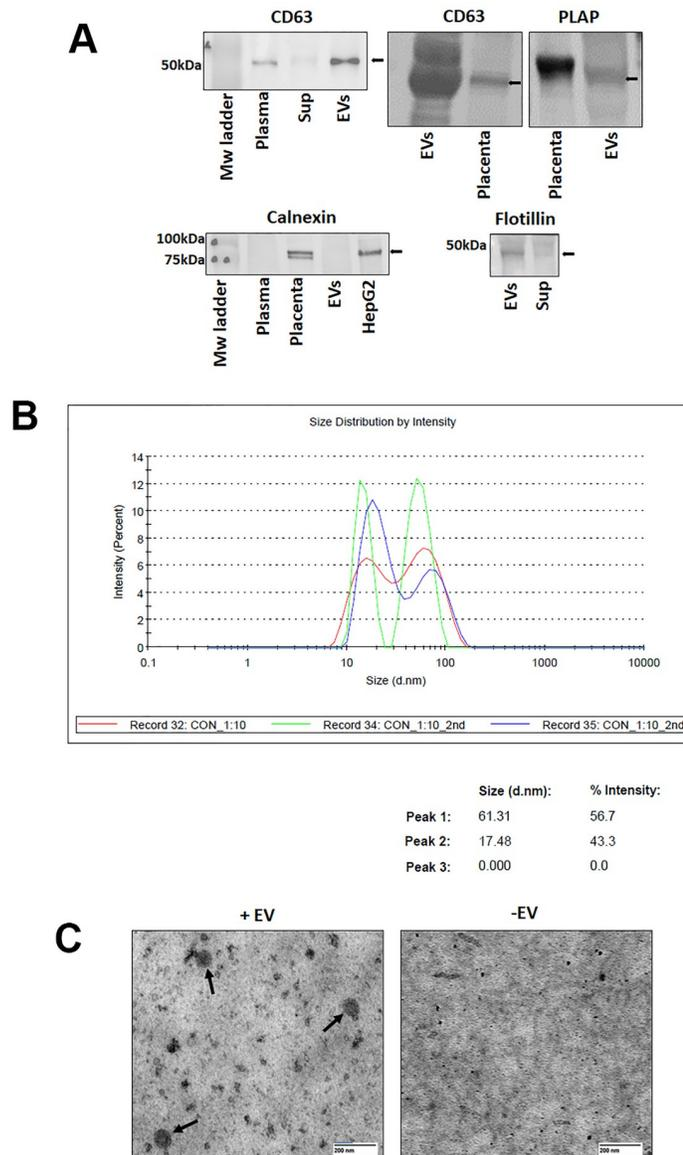 A
CD63 CD63 PLAP
50kDa
Mw ladder Plasma Sup EVs EVs Placenta Placenta EVs
Calnexin Flotillin
100kDa 50kDa
75kDa
Mw ladder Plasma Placenta EVs HepG2 EVs Sup
B
Size Distribution by Intensity
14
12
10
8
6
4
2
0
Intensity (Percent)
0.1 1 10 100 1000 10000
Size (d.nm)
Record 32: CON_1:10 Record 34: CON_1:10_2nd Record 35: CON_1:10_2nd
Size (d.nm): % Intensity:
Peak 1: 61.31 56.7
Peak 2: 17.48 43.3
Peak 3: 0.000 0.0
C
+ EV -EV
200 nm 200 nm